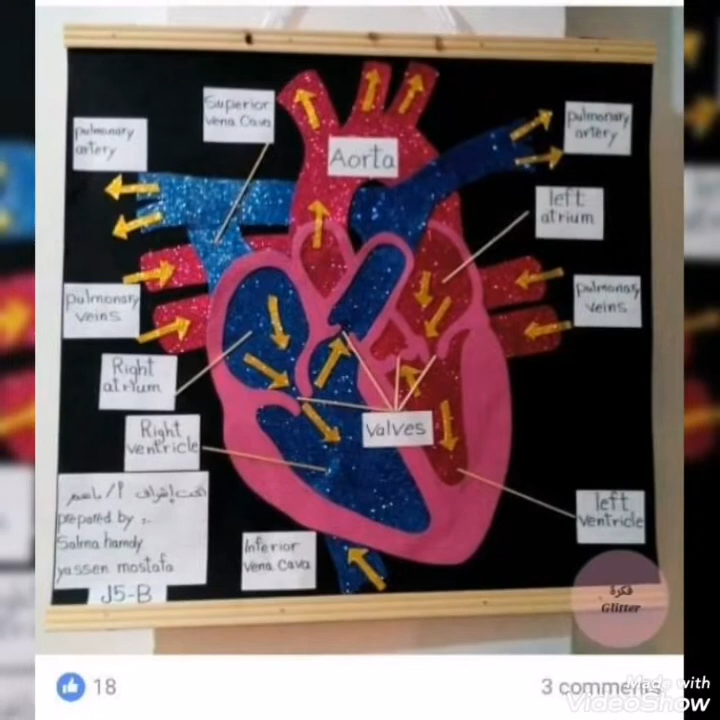 pulmonary
artery
Superior
vena Cava
Aorta
pulmonary
artery
left
atrium
pulmonary
veins
pulmonary
veins
Right
atrium
Right
ventricle
Valves
تحت إشراف أ/
prepared by :-
Salma hamdy
yassen mostafa
J5-B
Inferior
Vena Cava
left
ventricle
فكرة
Glitter
18
3 comments
Made with
VideoShow